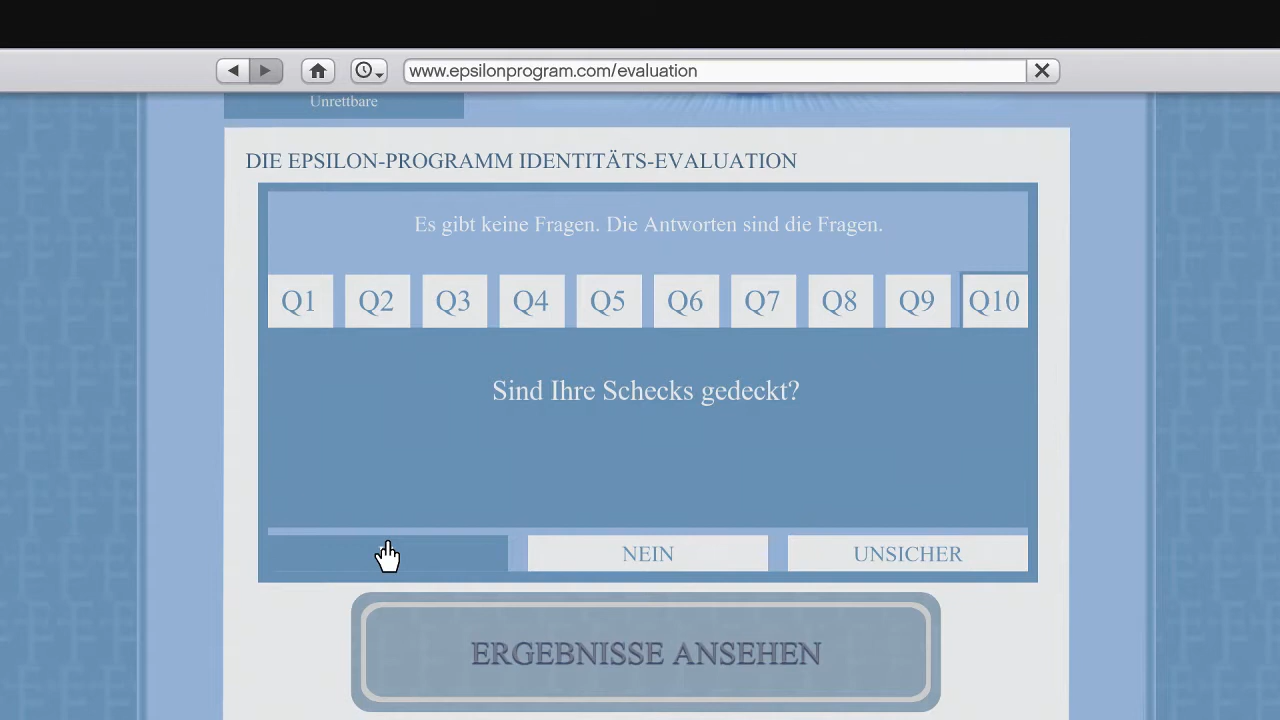 www.epsilonprogram.com/evaluation
Unrettbare
DIE EPSILON-PROGRAMM IDENTITÄTS-EVALUATION
Es gibt keine Fragen. Die Antworten sind die Fragen.
Q1 Q2 Q3 Q4 Q5 Q6 Q7 Q8 Q9 Q10
Sind Ihre Schecks gedeckt?
NEIN UNSICHER
ERGEBNISSE ANSEHEN